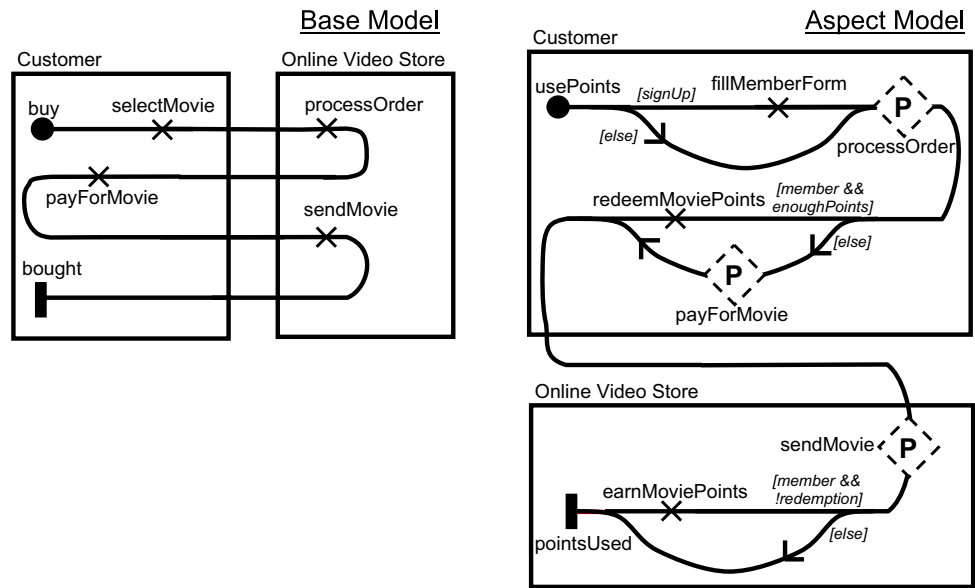 Base Model
Customer
Online Video Store
buy
selectMovie
processOrder
payForMovie
sendMovie
bought
Aspect Model
Customer
usePoints
[signUp]
fillMemberForm
P
[else]
processOrder
redeemMoviePoints
[member &&
enoughPoints]
[else]
P
payForMovie
Online Video Store
sendMovie
P
earnMoviePoints
[member &&
!redemption]
pointsUsed
[else]